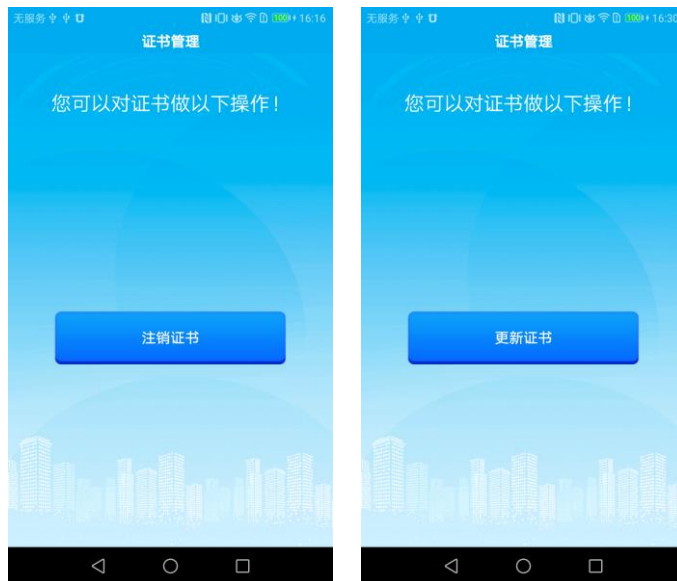 无服务 100 16:16
证书管理
您可以对证书做以下操作！
注销证书
无服务 100 16:30
证书管理
您可以对证书做以下操作！
更新证书